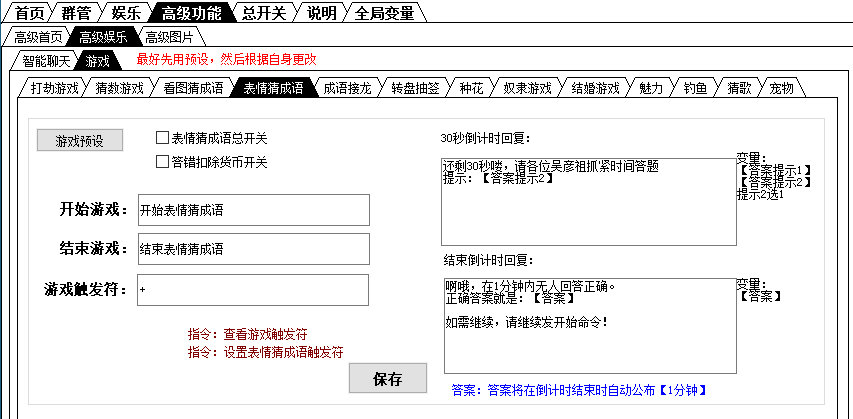 首页 群管 娱乐 高级功能 总开关 说明 全局变量
高级首页 高级娱乐 高级图片
智能聊天 游戏 最好先用预设，然后根据自身更改
打劫游戏 猜数游戏 看图猜成语 表情猜成语 成语接龙 转盘抽签 种花 奴隶游戏 结婚游戏 魅力 钓鱼 猜歌 宠物
游戏预设
表情猜成语总开关
答错扣除货币开关
开始游戏： 开始表情猜成语
结束游戏： 结束表情猜成语
游戏触发符： +
指令：查看游戏触发符
指令：设置表情猜成语触发符
保存
30秒倒计时回复：
还剩30秒喽，请各位吴彦祖抓紧时间答题
提示：【答案提示2】
变量：
【答案提示1】
【答案提示2】
提示2选1
结束倒计时回复：
啊哦，在1分钟内无人回答正确。
正确答案就是：【答案】
如需继续，请继续发开始命令！
变量：
【答案】
答案：答案将在倒计时结束时自动公布【1分钟】